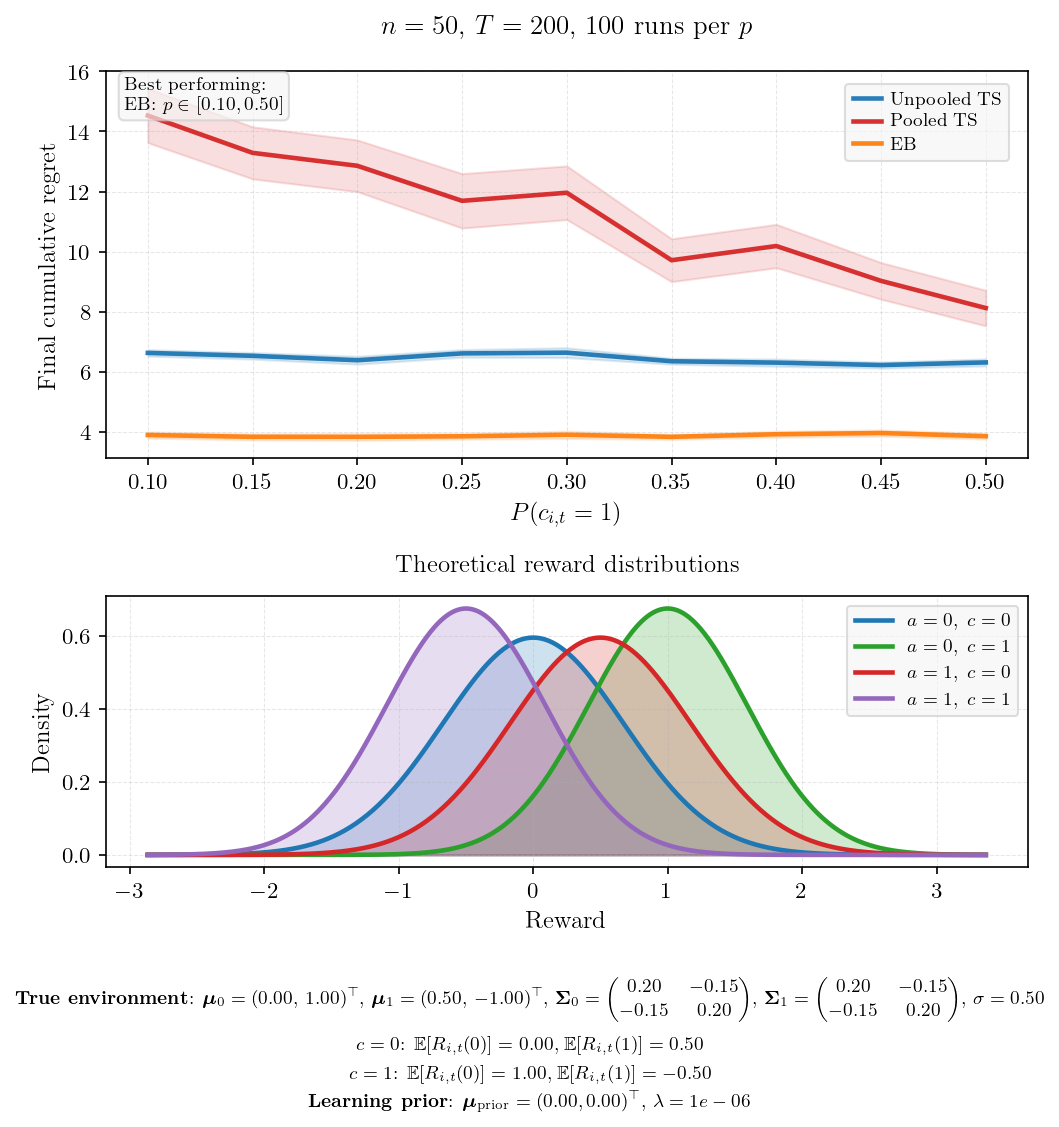 n = 50, T = 200, 100 runs per p
Final cumulative regret
16
14
12
10
8
6
4
Best performing:
EB: p ∈ [0.10, 0.50]
Unpooled TS
Pooled TS
EB
0.10 0.15 0.20 0.25 0.30 0.35 0.40 0.45 0.50
P(c_{i,t} = 1)
Theoretical reward distributions
Density
0.6
0.4
0.2
0.0
a = 0, c = 0
a = 0, c = 1
a = 1, c = 0
a = 1, c = 1
−3 −2 −1 0 1 2 3
Reward
True environment: μ₀ = (0.00, 1.00)^⊤, μ₁ = (0.50, −1.00)^⊤, Σ₀ = (0.20 −0.15; −0.15 0.20), Σ₁ = (0.20 −0.15; −0.15 0.20), σ = 0.50
c = 0: 𝔼[R_{i,t}(0)] = 0.00, 𝔼[R_{i,t}(1)] = 0.50
c = 1: 𝔼[R_{i,t}(0)] = 1.00, 𝔼[R_{i,t}(1)] = −0.50
Learning prior: μ_prior = (0.00, 0.00)^⊤, λ = 1e − 06